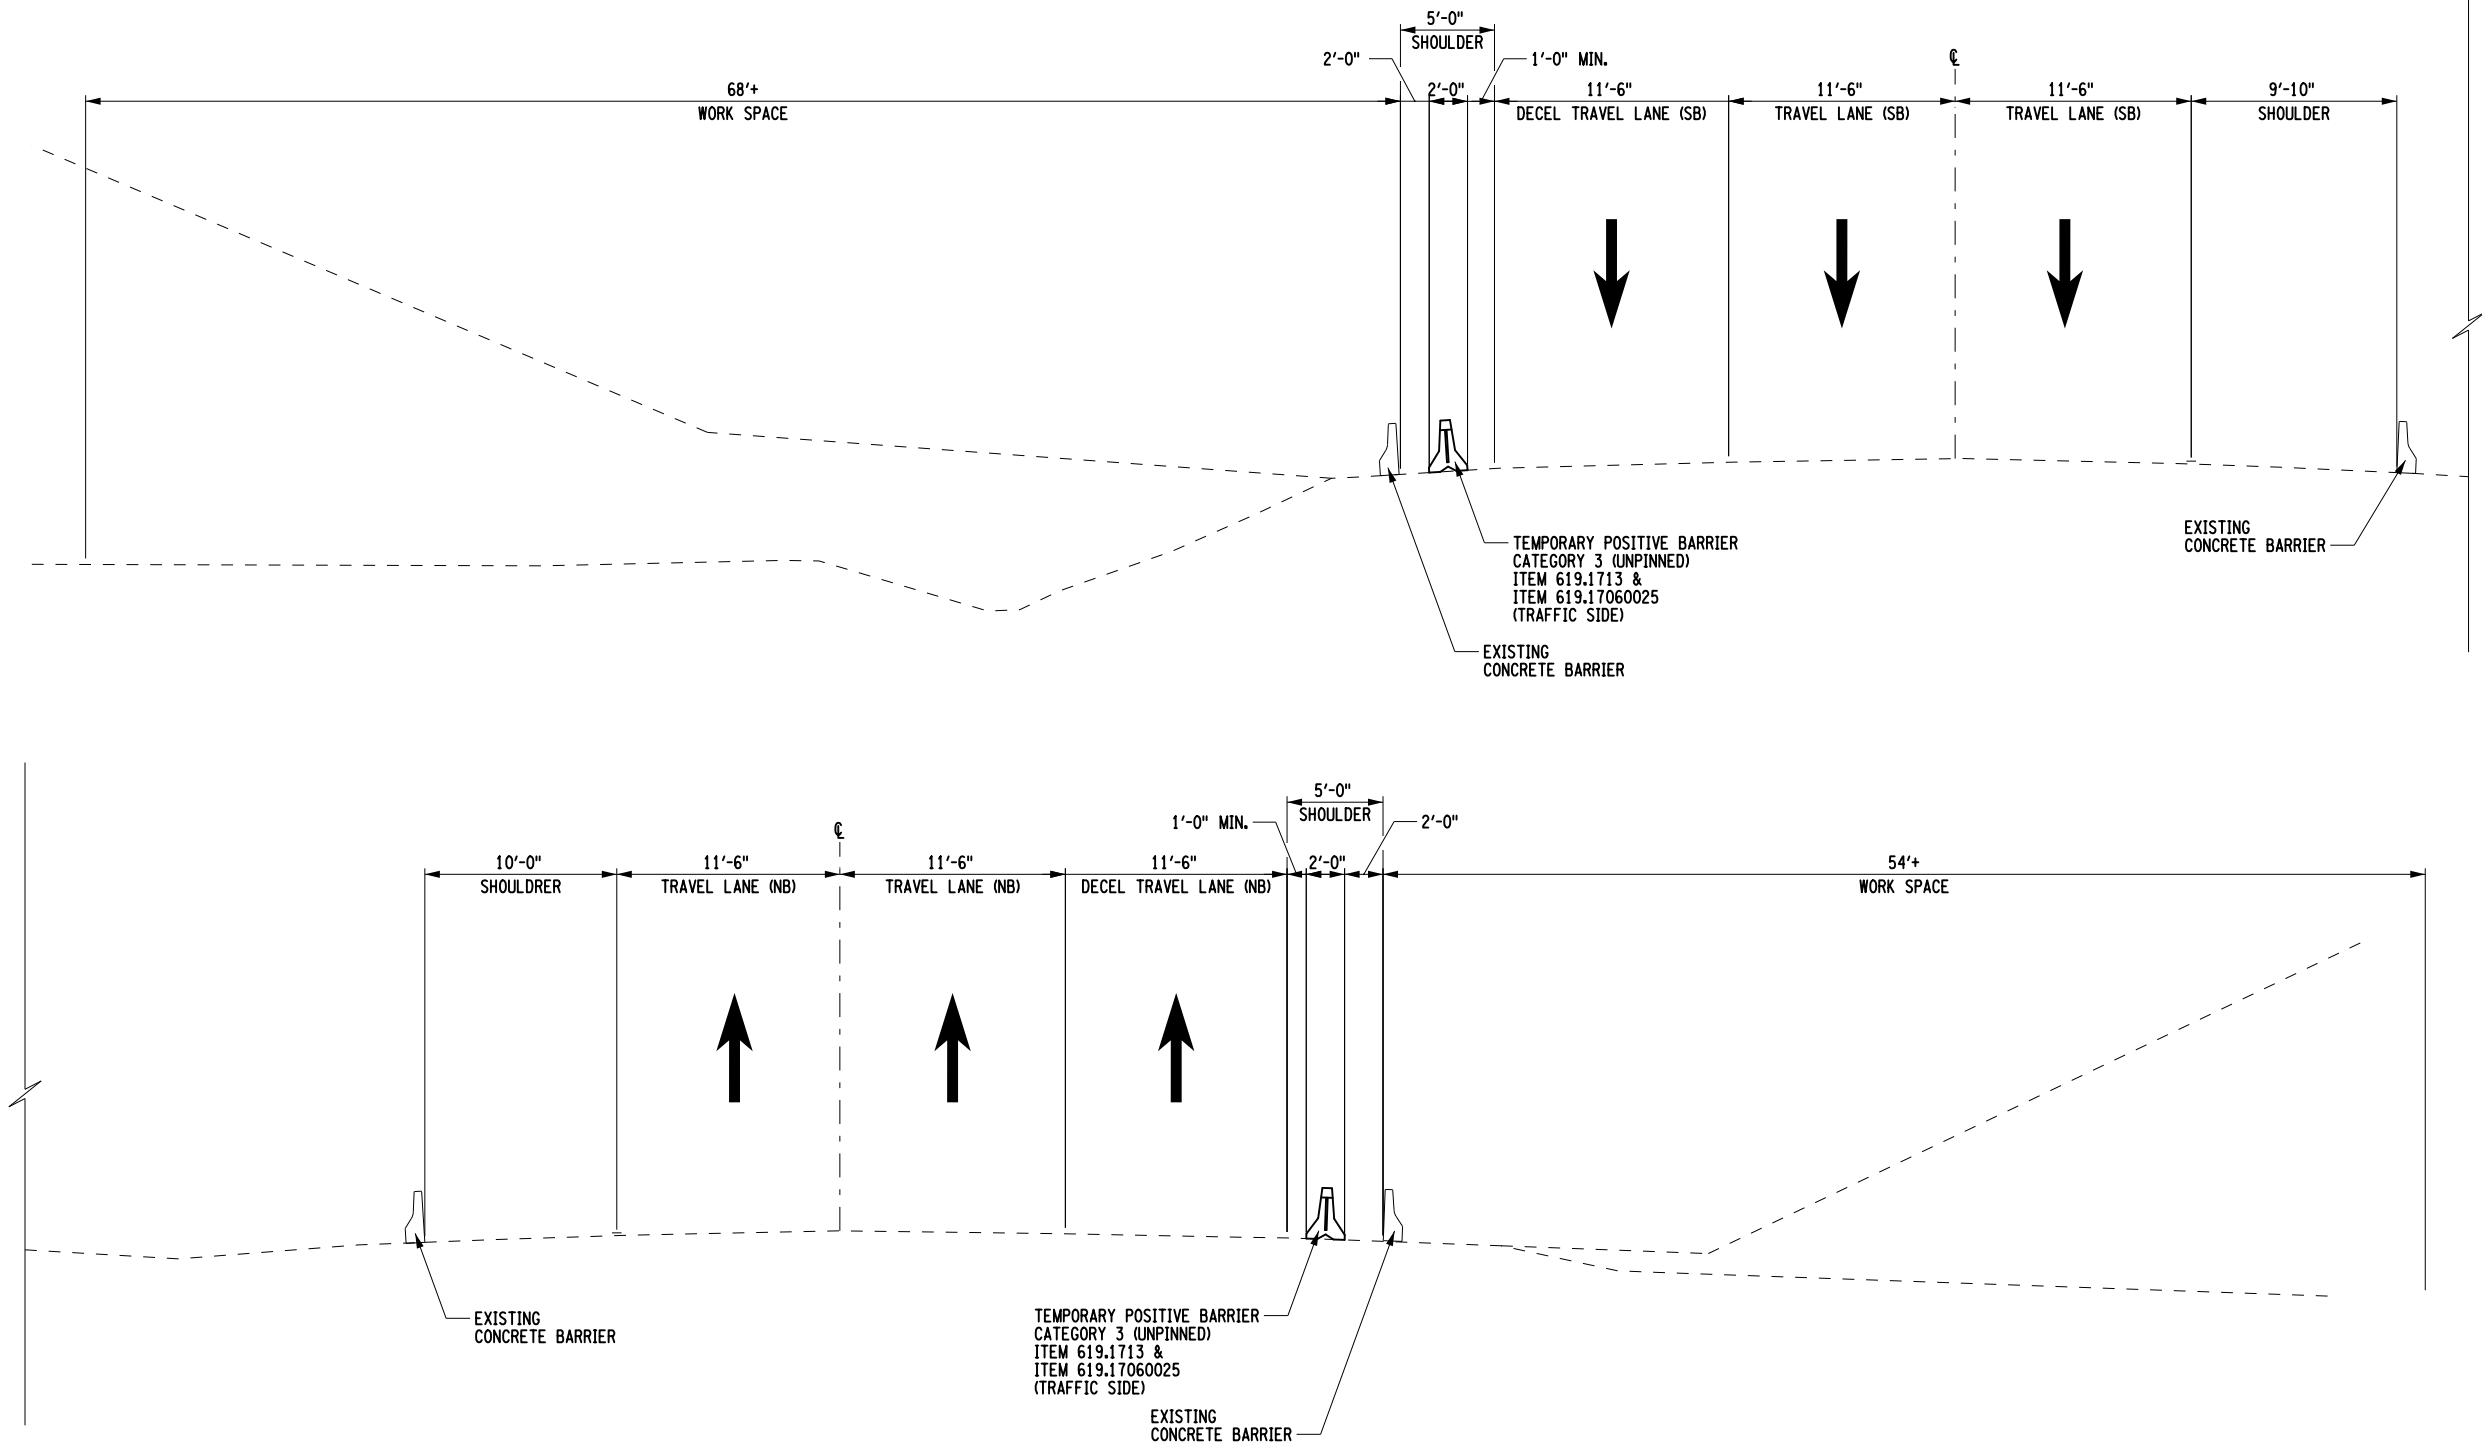 5'-0"
SHOULDER
2'-0"
1'-0" MIN.
℄
68'+
2'-0"
11'-6"
11'-6"
11'-6"
9'-10"
WORK SPACE
DECEL TRAVEL LANE (SB)
TRAVEL LANE (SB)
TRAVEL LANE (SB)
SHOULDER
TEMPORARY POSITIVE BARRIER
CATEGORY 3 (UNPINNED)
ITEM 619.1713 &
ITEM 619.17060025
(TRAFFIC SIDE)
EXISTING
CONCRETE BARRIER
EXISTING
CONCRETE BARRIER
5'-0"
SHOULDER
1'-0" MIN.
2'-0"
℄
10'-0"
11'-6"
11'-6"
11'-6"
2'-0"
54'+
SHOULDRER
TRAVEL LANE (NB)
TRAVEL LANE (NB)
DECEL TRAVEL LANE (NB)
WORK SPACE
EXISTING
CONCRETE BARRIER
TEMPORARY POSITIVE BARRIER
CATEGORY 3 (UNPINNED)
ITEM 619.1713 &
ITEM 619.17060025
(TRAFFIC SIDE)
EXISTING
CONCRETE BARRIER